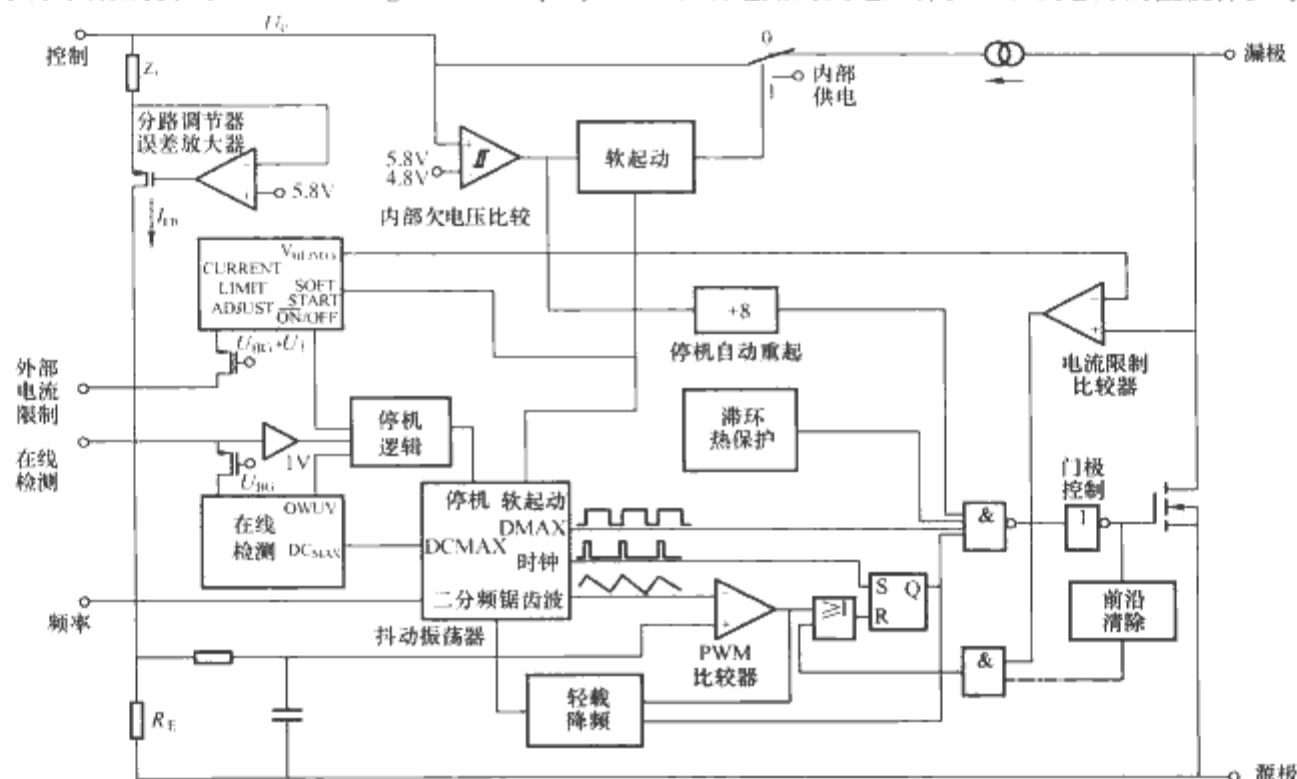 控制
U_c
Z_c
0
1
内部
供电
漏极
分路调节器
误差放大器
5.8V
5.8V
4.8V
内部欠电压比较
软起动
CURRENT
LIMIT
ADJUST
SOFT
START
ON/OFF
÷8
停机自动重起
电流限制
比较器
外部
电流
限制
在线
检测
1V
U_BG
停机
逻辑
滞环
热保护
门极
控制
OWUV
在线
检测
DC_MAX
停机 软起动
DMAX
DCMAX
时钟
二分频锯齿波
抖动振荡器
频率
PWM
比较器
≥1
S Q
R
&
1
前沿
清除
&
轻载
降频
R_E
源极